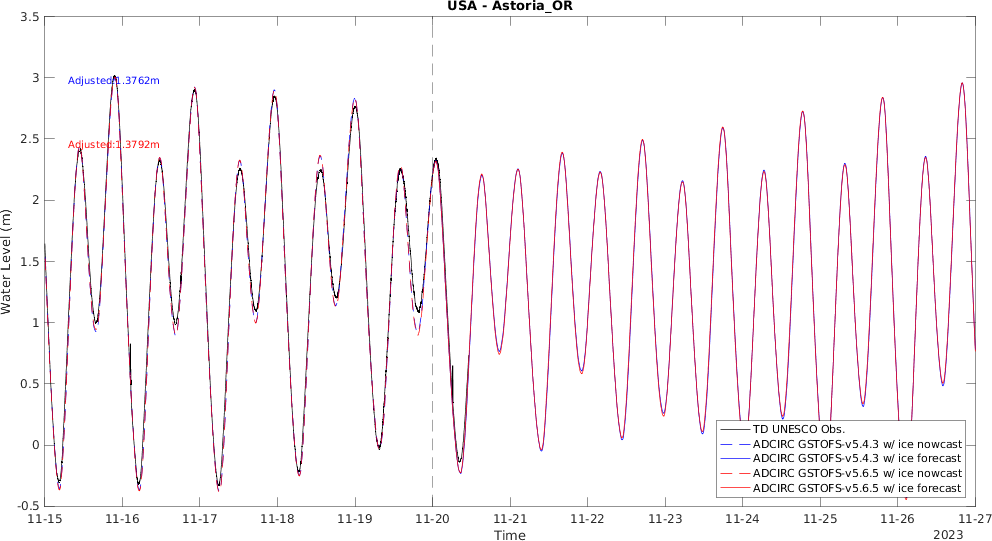 USA - Astoria_OR
3.5
3
2.5
2
1.5
1
0.5
0
-0.5
Water Level (m)
Adjusted:1.3762m
Adjusted:1.3792m
TD UNESCO Obs.
ADCIRC GSTOFS-v5.4.3 w/ ice nowcast
ADCIRC GSTOFS-v5.4.3 w/ ice forecast
ADCIRC GSTOFS-v5.6.5 w/ ice nowcast
ADCIRC GSTOFS-v5.6.5 w/ ice forecast
11-15 11-16 11-17 11-18 11-19 11-20 11-21 11-22 11-23 11-24 11-25 11-26 11-27
Time
2023